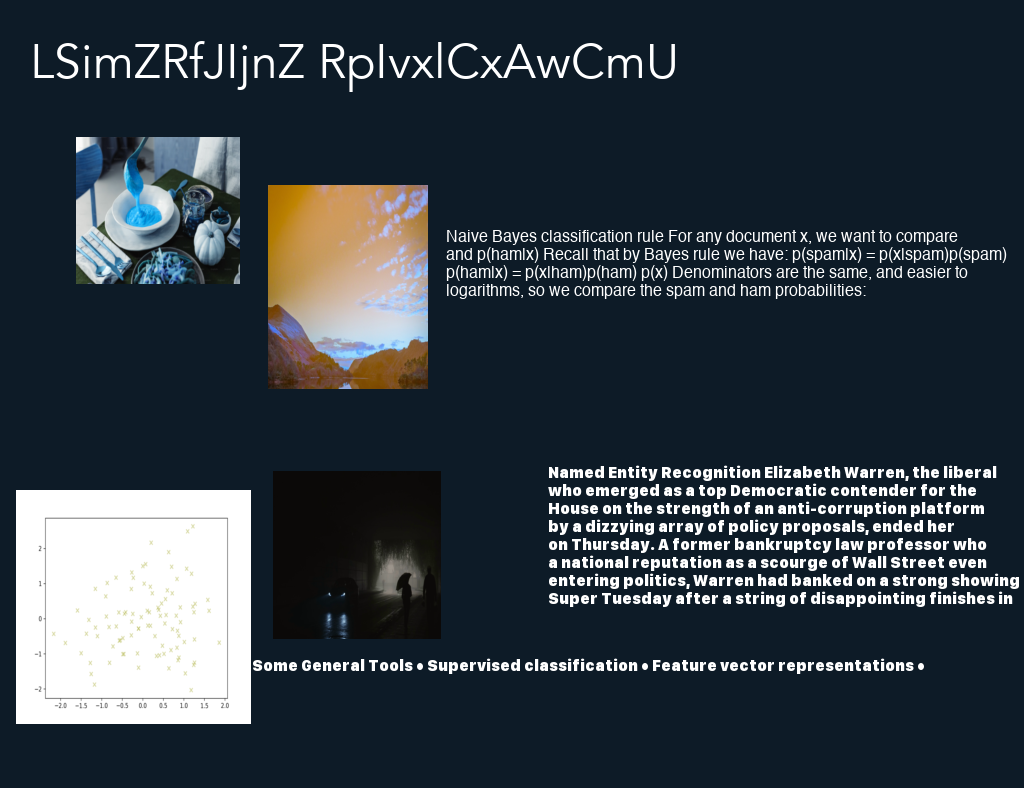 LSimZRfJIjnZ RpIvxlCxAwCmU
Naive Bayes classification rule For any document x, we want to compare
and p(ham|x) Recall that by Bayes rule we have: p(spam|x) = p(x|spam)p(spam)
p(ham|x) = p(x|ham)p(ham) p(x) Denominators are the same, and easier to
logarithms, so we compare the spam and ham probabilities:
Named Entity Recognition Elizabeth Warren, the liberal
who emerged as a top Democratic contender for the
House on the strength of an anti-corruption platform
by a dizzying array of policy proposals, ended her
on Thursday. A former bankruptcy law professor who
a national reputation as a scourge of Wall Street even
entering politics, Warren had banked on a strong showing
Super Tuesday after a string of disappointing finishes in
2
1
0
−1
−2
−2.0 −1.5 −1.0 −0.5 0.0 0.5 1.0 1.5 2.0
Some General Tools • Supervised classification • Feature vector representations •